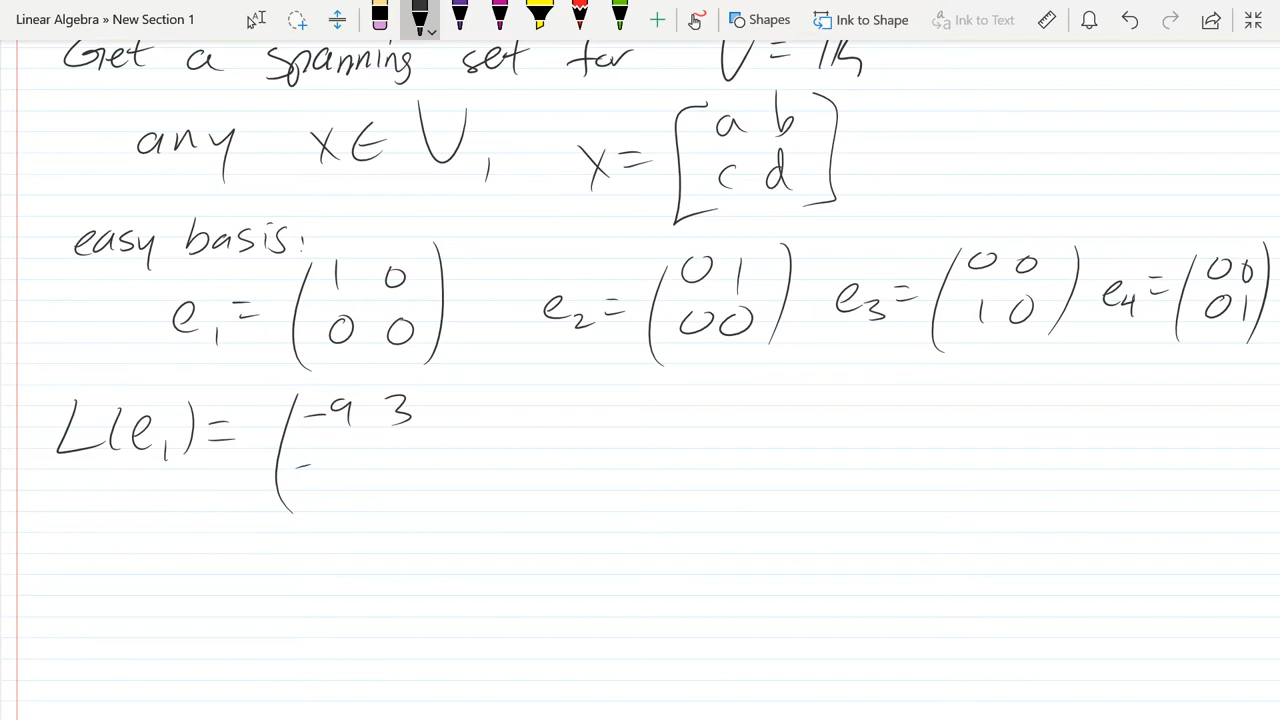 Linear Algebra » New Section 1
Shapes
Ink to Shape
Ink to Text
Get a spanning set for V =
any x ∈ V, x = [a b
c d]
easy basis:
e₁ = (1 0
0 0) e₂ = (0 1
0 0) e₃ = (0 0
1 0) e₄ = (0 0
0 1)
L(e₁) = (-9 3
-